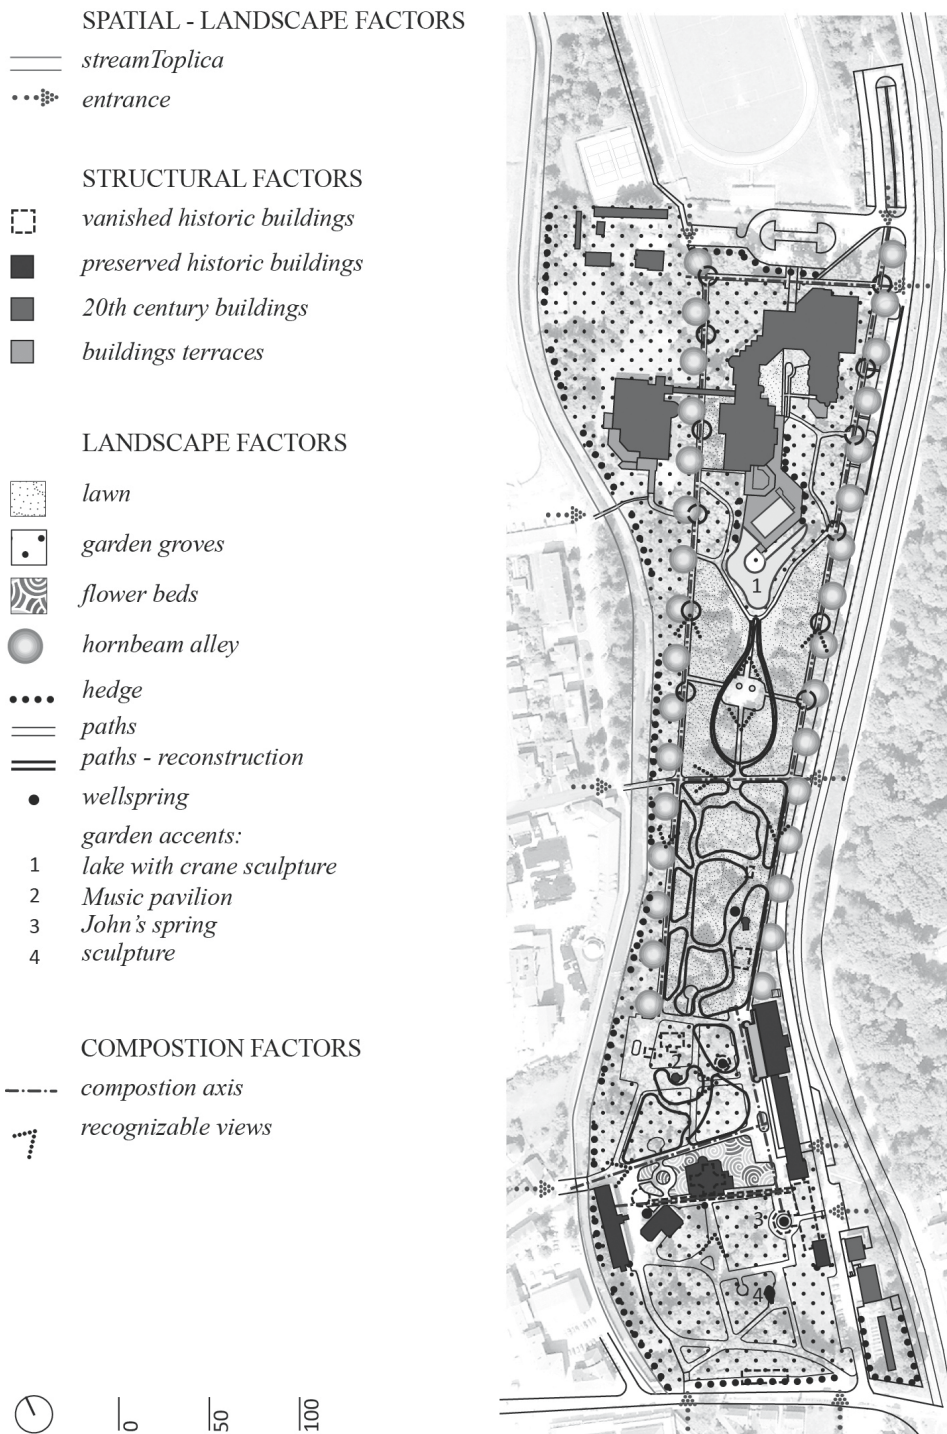 SPATIAL - LANDSCAPE FACTORS
streamToplica
entrance
STRUCTURAL FACTORS
vanished historic buildings
preserved historic buildings
20th century buildings
buildings terraces
LANDSCAPE FACTORS
lawn
garden groves
flower beds
hornbeam alley
hedge
paths
paths - reconstruction
wellspring
garden accents:
1 lake with crane sculpture
2 Music pavilion
3 John's spring
4 sculpture
COMPOSTION FACTORS
compostion axis
recognizable views
0 50 100
1
2
3
4